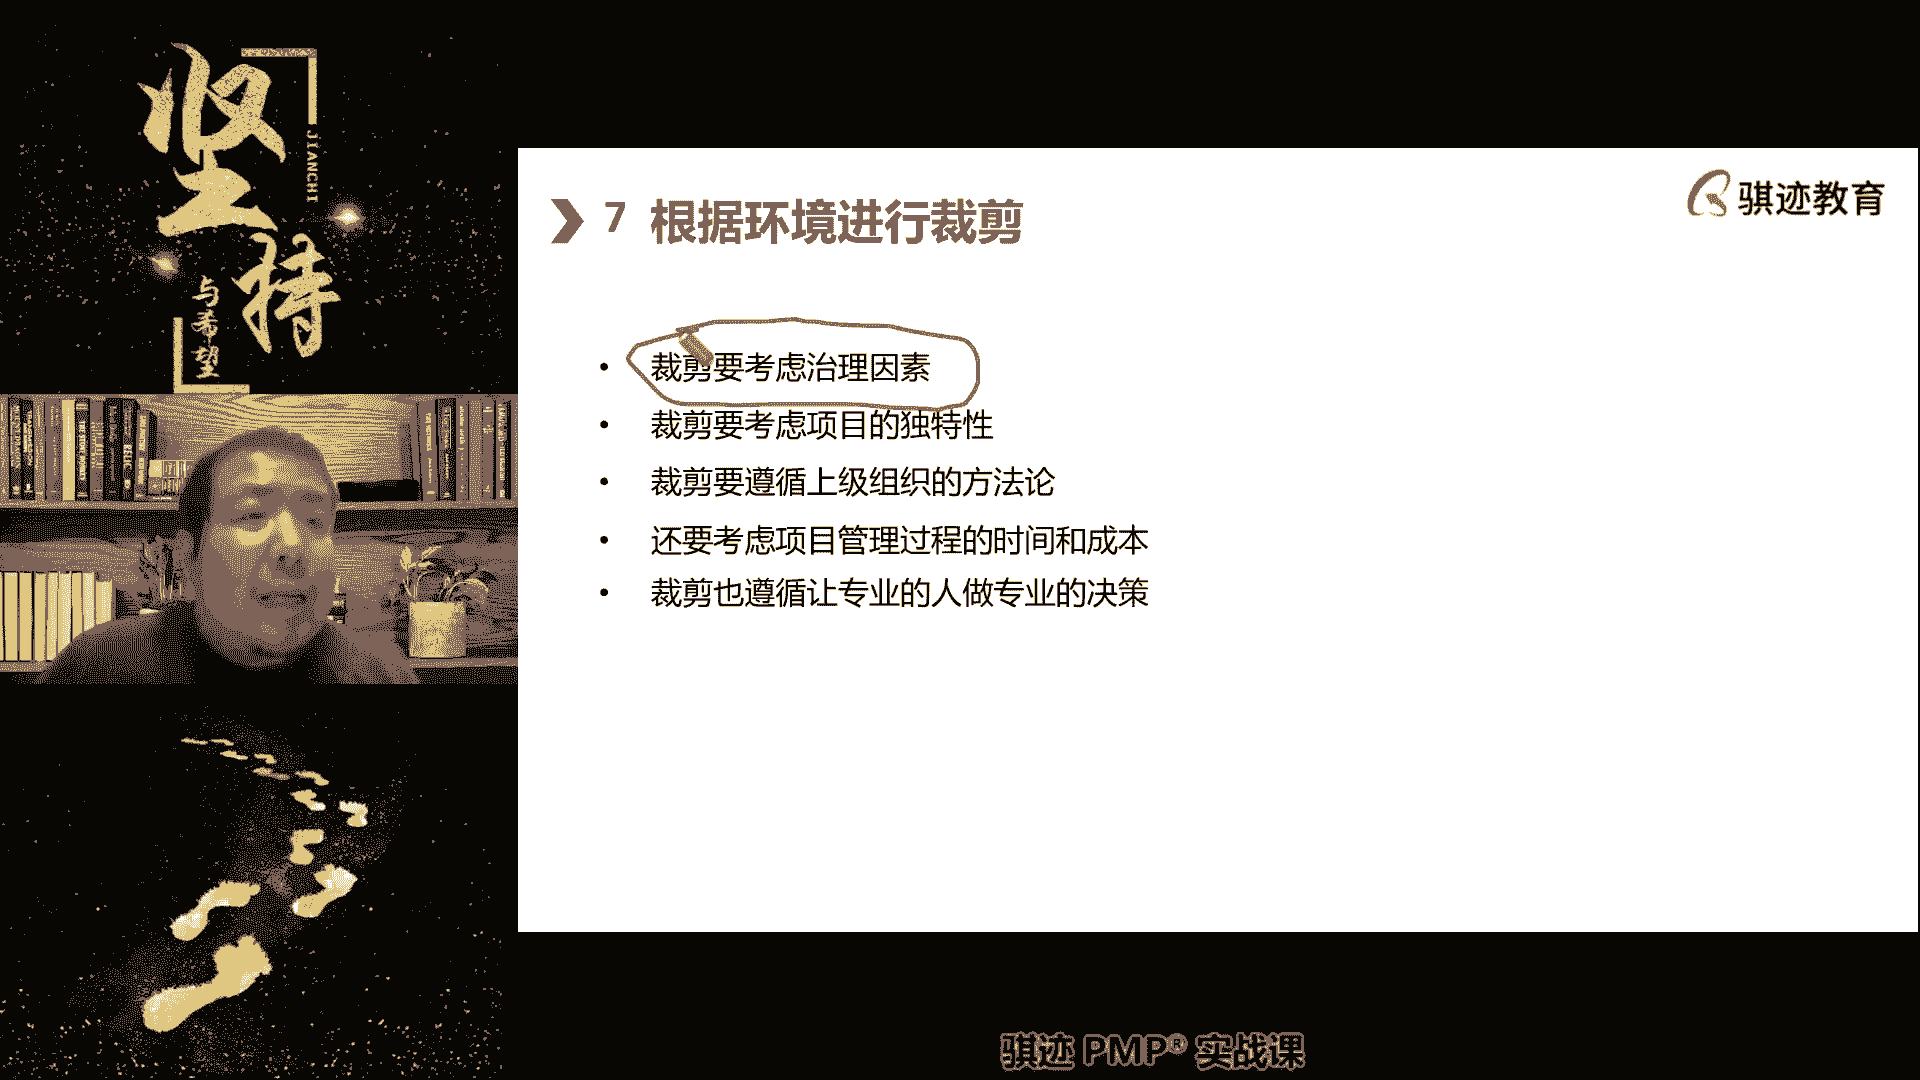 坚持
JIANCHI
与希望
骐迹教育
7 根据环境进行裁剪
• 裁剪要考虑治理因素
• 裁剪要考虑项目的独特性
• 裁剪要遵循上级组织的方法论
• 还要考虑项目管理过程的时间和成本
• 裁剪也遵循让专业的人做专业的决策
骐迹 PMP® 实战课